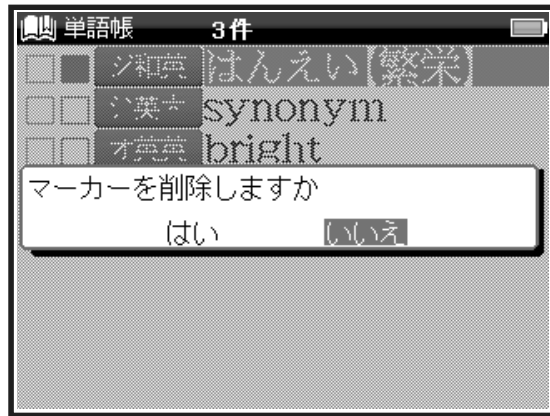 単語帳 3件
ジ和英 はんえい【繁栄】
ジ英大 synonym
オ英英 bright
マーカーを削除しますか
はい いいえ